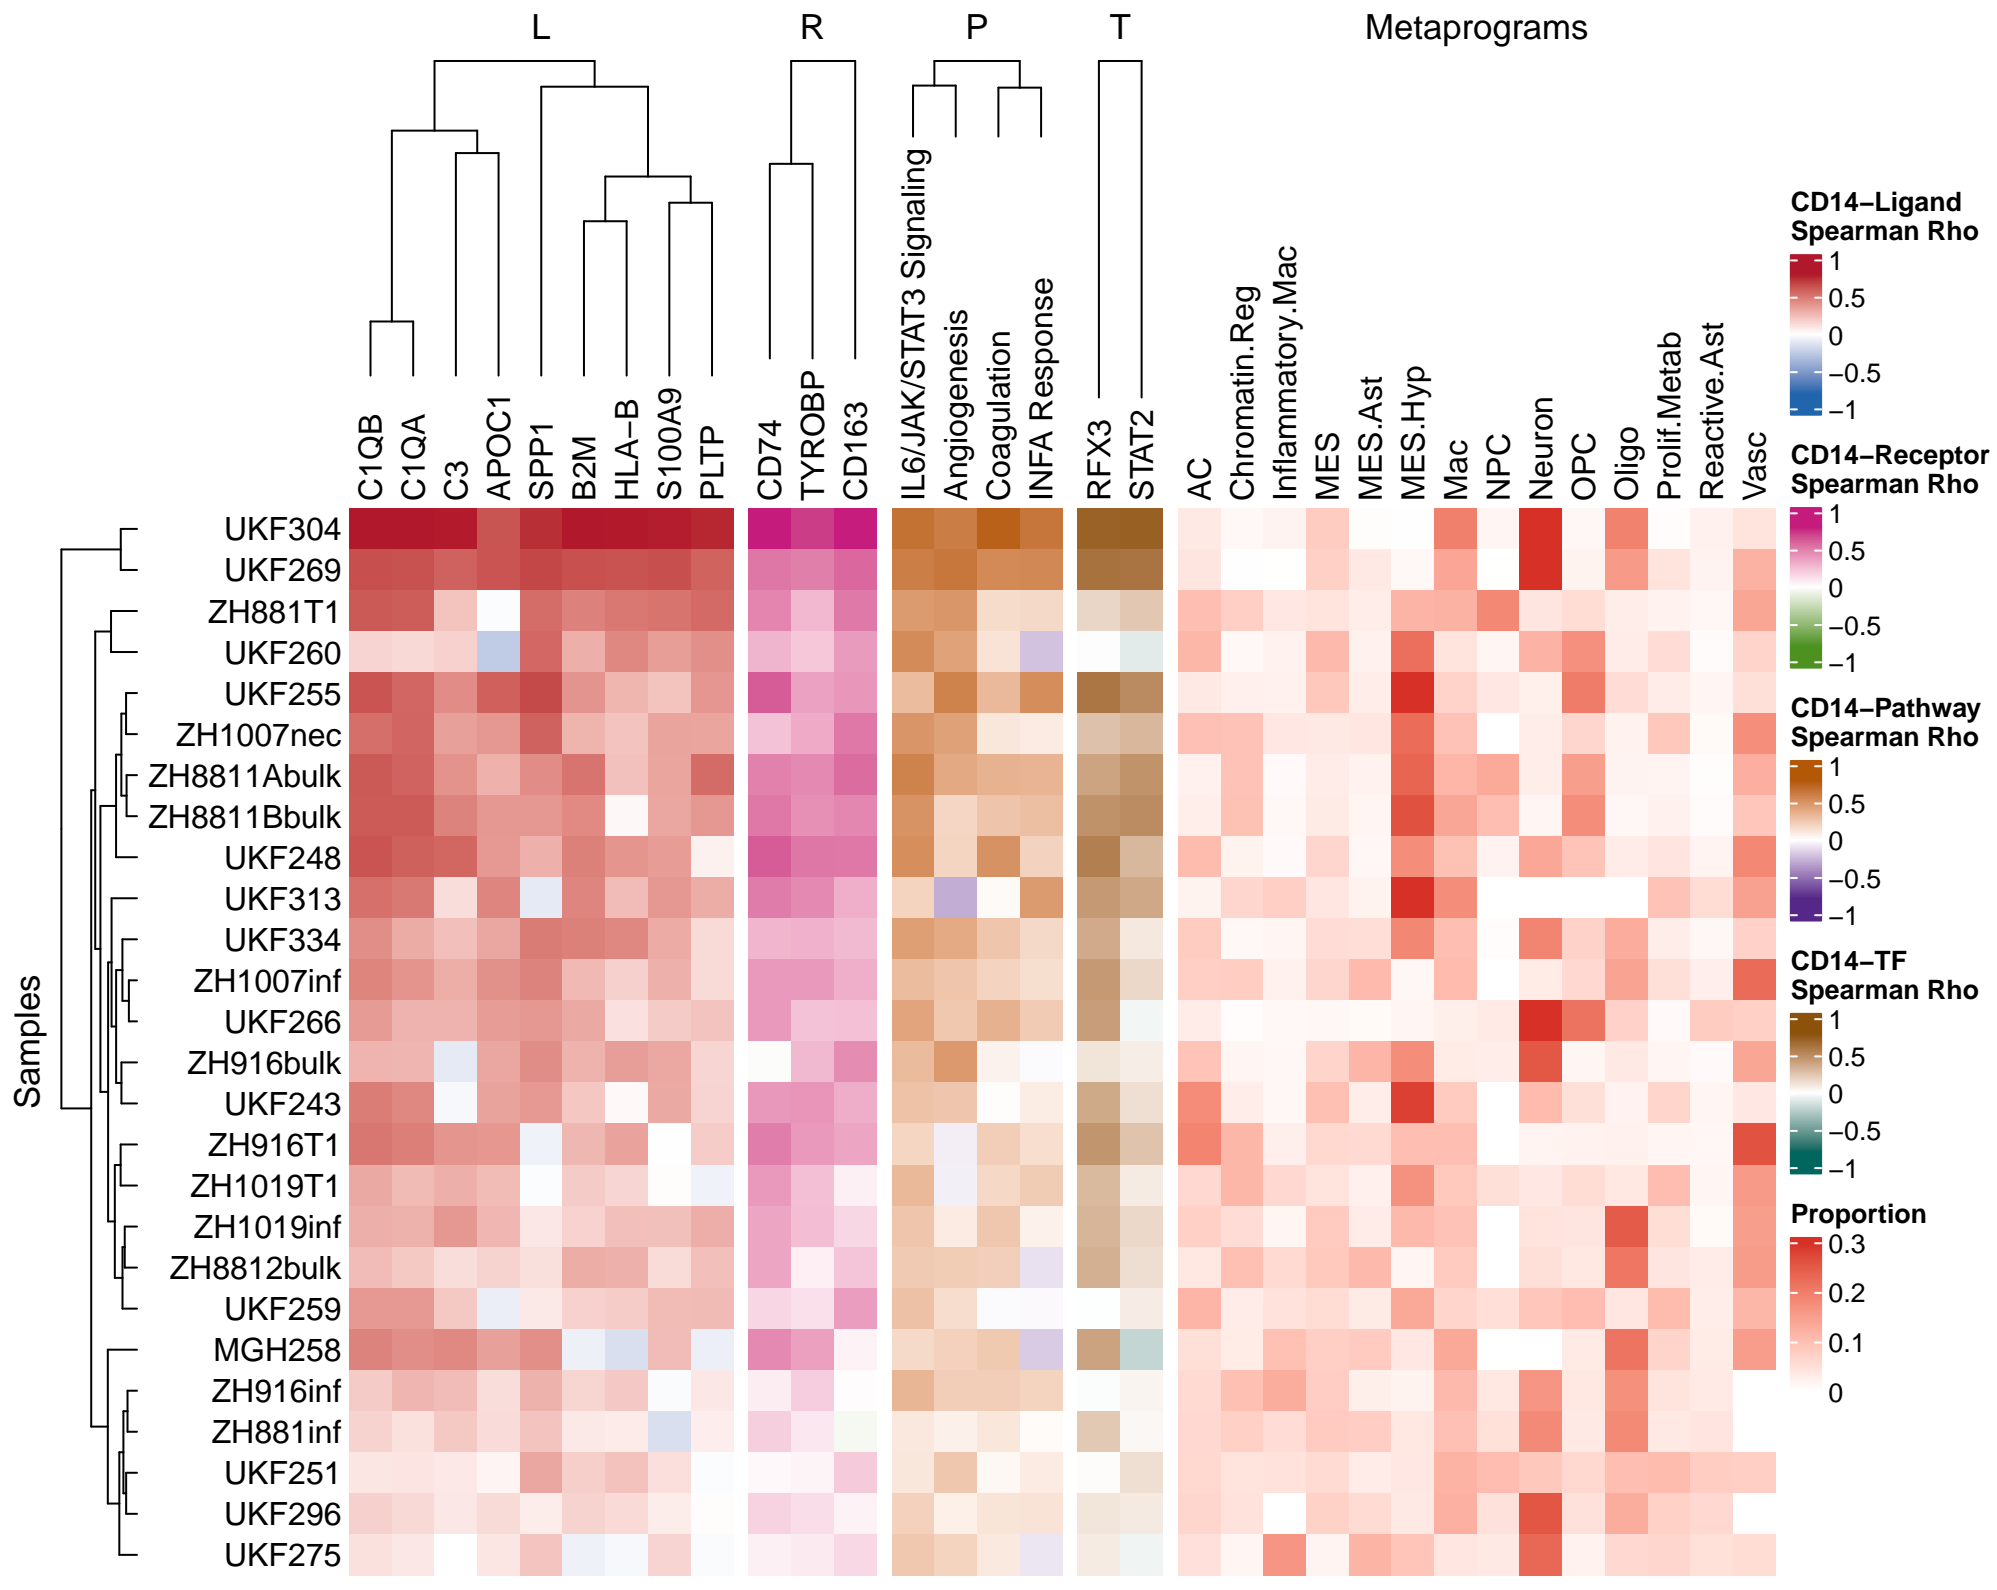 L R P T Metaprograms
C1QB C1QA C3 APOC1 SPP1 B2M HLA−B S100A9 PLTP
CD74 TYROBP CD163
IL6/JAK/STAT3 Signaling Angiogenesis Coagulation INFA Response
RFX3 STAT2
AC Chromatin.Reg Inflammatory.Mac MES MES.Ast MES.Hyp Mac NPC Neuron OPC Oligo Prolif.Metab Reactive.Ast Vasc
Samples
UKF304
UKF269
ZH881T1
UKF260
UKF255
ZH1007nec
ZH8811Abulk
ZH8811Bbulk
UKF248
UKF313
UKF334
ZH1007inf
UKF266
ZH916bulk
UKF243
ZH916T1
ZH1019T1
ZH1019inf
ZH8812bulk
UKF259
MGH258
ZH916inf
ZH881inf
UKF251
UKF296
UKF275
CD14−Ligand
Spearman Rho
1
0.5
0
−0.5
−1
CD14−Receptor
Spearman Rho
1
0.5
0
−0.5
−1
CD14−Pathway
Spearman Rho
1
0.5
0
−0.5
−1
CD14−TF
Spearman Rho
1
0.5
0
−0.5
−1
Proportion
0.3
0.2
0.1
0